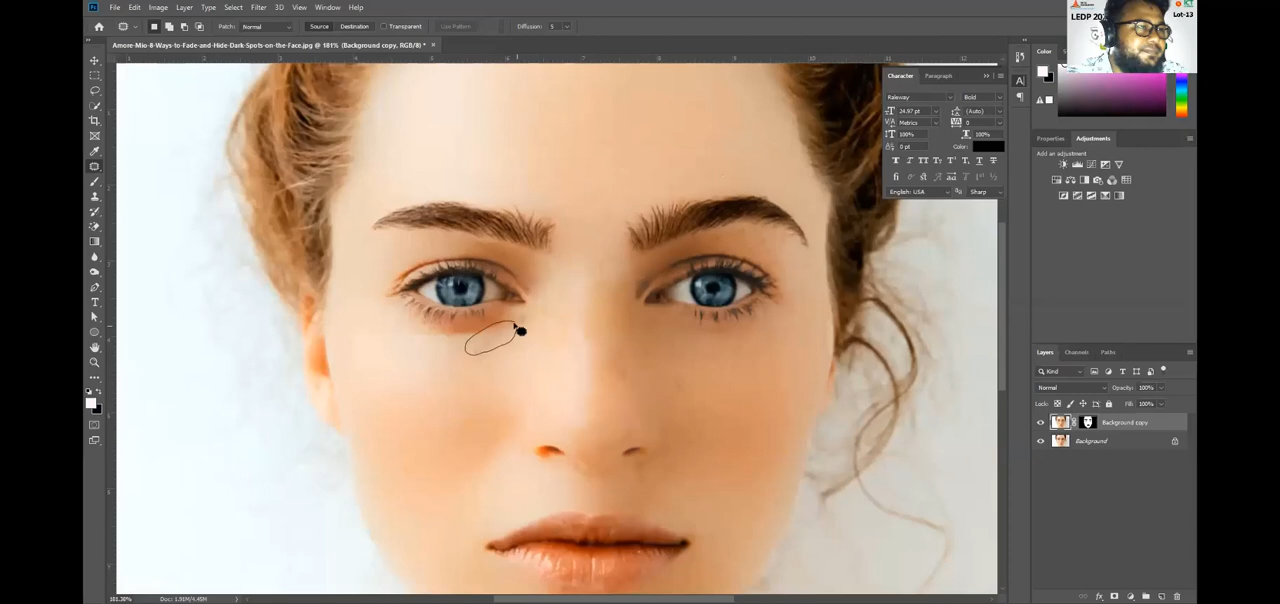 File Edit Image Layer Type Select Filter 3D View Window Help
Patch: Normal Source Destination Transparent Use Pattern Diffusion: 5
Amore-Mio-8-Ways-to-Fade-and-Hide-Dark-Spots-on-the-Face.jpg @ 181% (Background copy, RGB/8) *
LEDP
Lot-13
Color
Character Paragraph
Raleway Bold
24.97 pt (Auto)
Metrics 0
100% 100%
0 pt Color:
English: USA Sharp
Properties Adjustments
Add an adjustment
Layers Channels Paths
Kind
Normal Opacity: 100%
Lock: Fill: 100%
Background copy
Background
181.38% Doc: 1.91M/4.45M